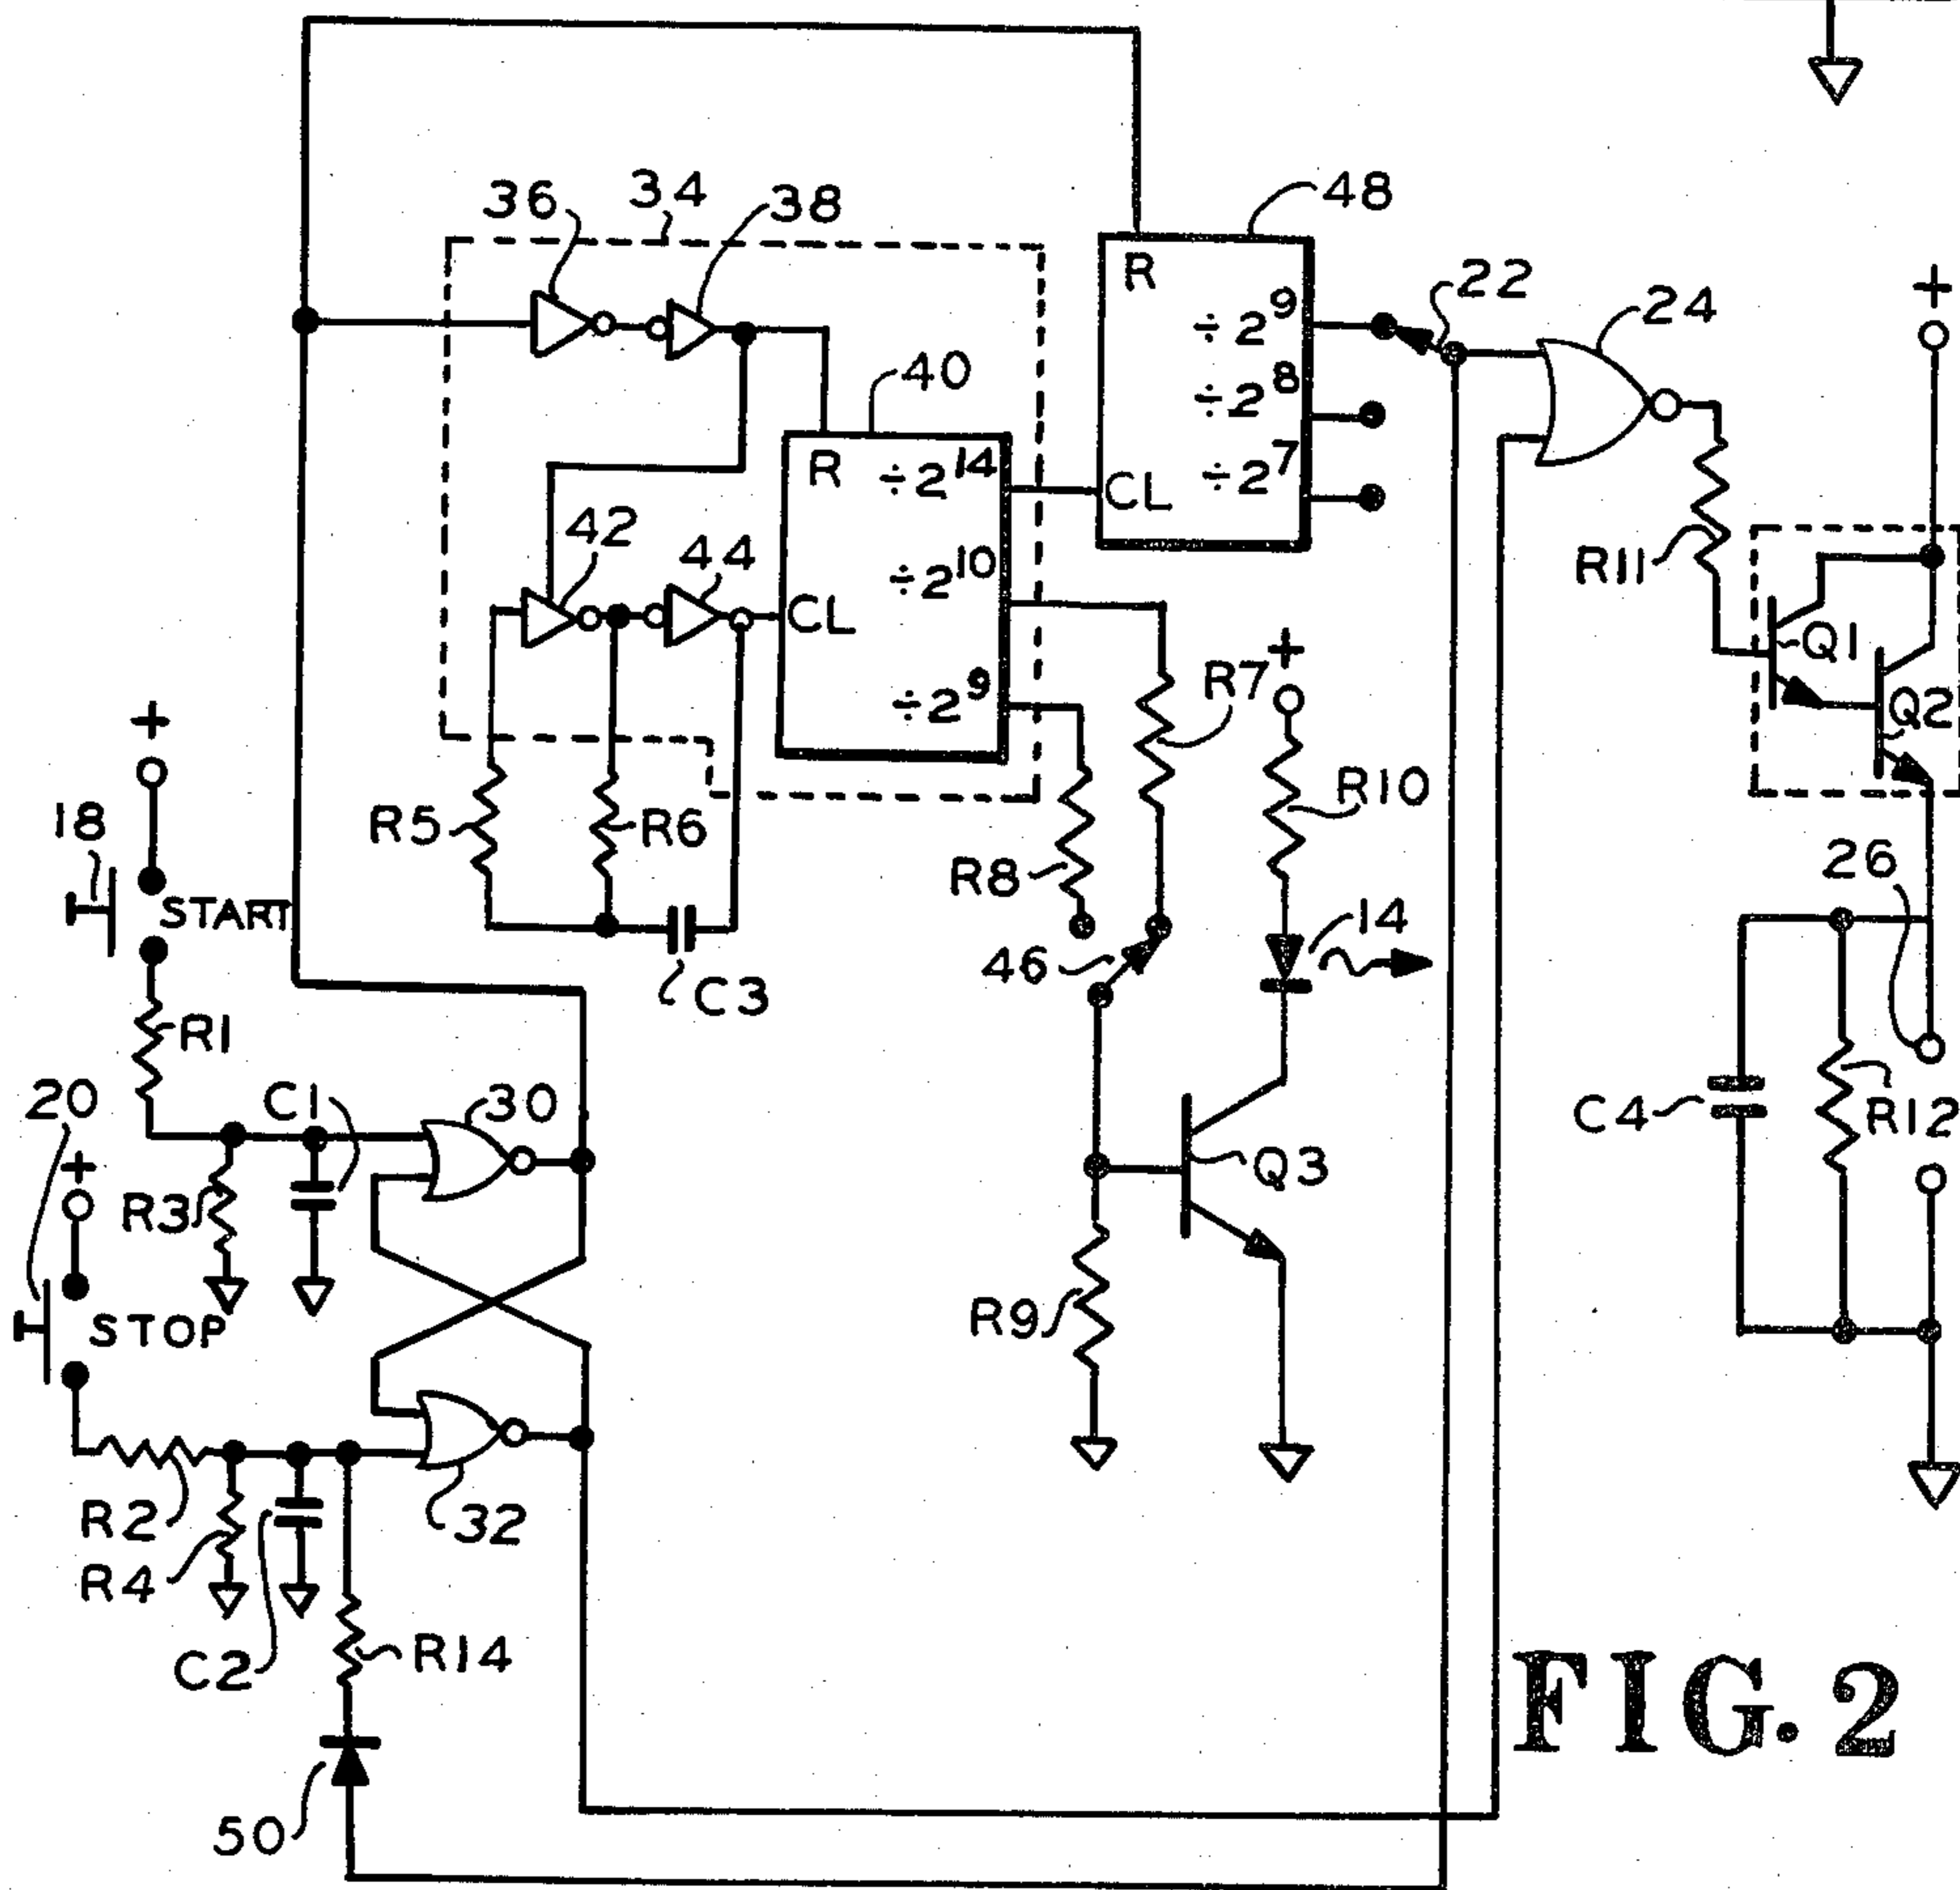 36
34
38
48
R
÷2⁹
÷2⁸
÷2⁷
CL
22
24
+
40
R
÷2¹⁴
÷2¹⁰
÷2⁹
CL
42
44
R11
Q1
Q2
+
18
START
R5
R6
C3
R8
R7
+
R10
14
46
26
R1
20
+
C1
30
R3
STOP
Q3
C4
R12
R9
R2
R4
C2
32
R14
50
FIG. 2